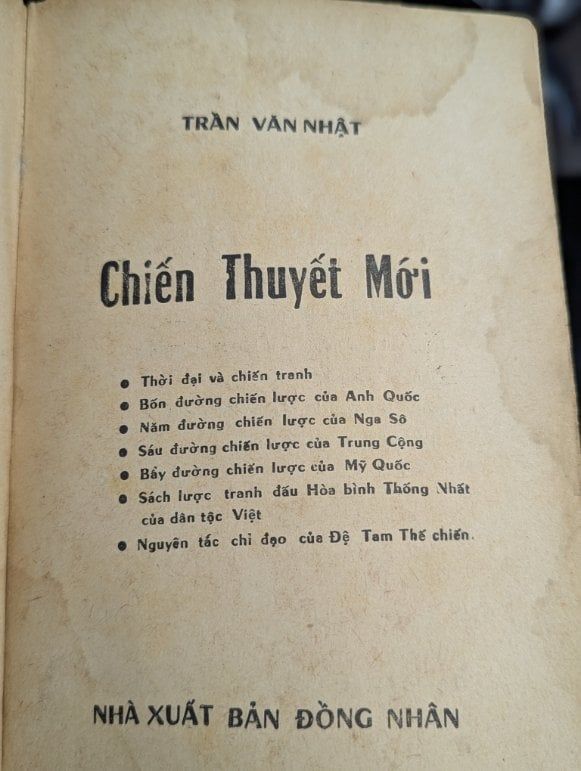 TRẦN VĂN NHẬT
Chiến Thuyết Mới
● Thời đại và chiến tranh
● Bốn đường chiến lược của Anh Quốc
● Năm đường chiến lược của Nga Sô
● Sáu đường chiến lược của Trung Cộng
● Bẩy đường chiến lược của Mỹ Quốc
● Sách lược tranh đấu Hòa bình Thống Nhất
của dân tộc Việt
● Nguyên tắc chỉ đạo của Đệ Tam Thế chiến.
NHÀ XUẤT BẢN ĐỒNG NHÂN